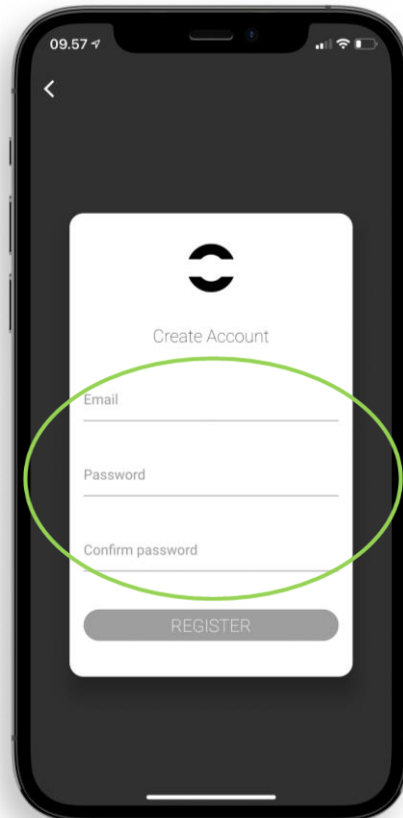 09.57
Create Account
Email
Password
Confirm password
REGISTER